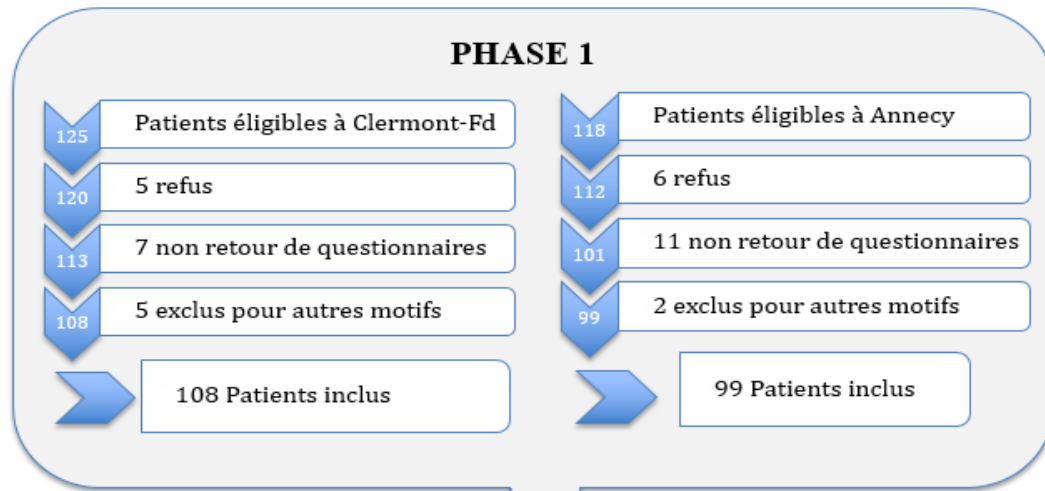 PHASE 1
125
Patients éligibles à Clermont-Fd
120
5 refus
113
7 non retour de questionnaires
108
5 exclus pour autres motifs
108 Patients inclus
118
Patients éligibles à Annecy
112
6 refus
101
11 non retour de questionnaires
99
2 exclus pour autres motifs
99 Patients inclus